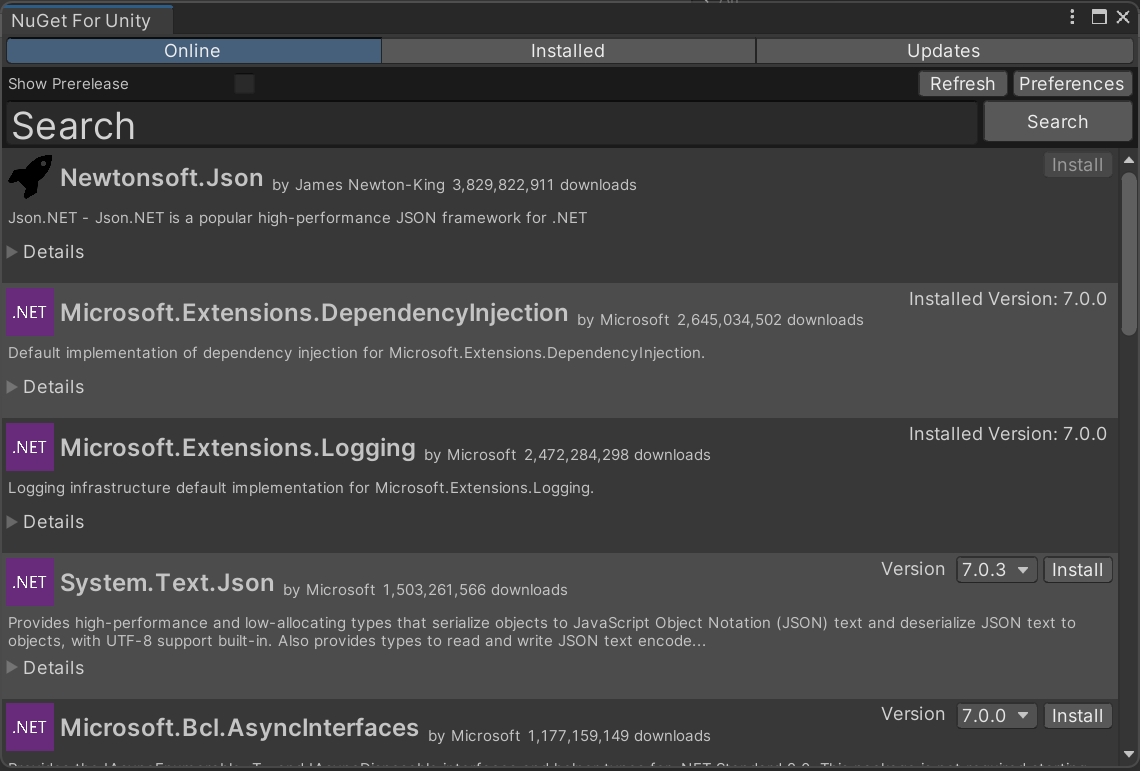 NuGet For Unity
Online Installed Updates
Show Prerelease Refresh Preferences
Search Search
Newtonsoft.Json by James Newton-King 3,829,822,911 downloads Install
Json.NET - Json.NET is a popular high-performance JSON framework for .NET
Details
.NET Microsoft.Extensions.DependencyInjection by Microsoft 2,645,034,502 downloads Installed Version: 7.0.0
Default implementation of dependency injection for Microsoft.Extensions.DependencyInjection.
Details
.NET Microsoft.Extensions.Logging by Microsoft 2,472,284,298 downloads Installed Version: 7.0.0
Logging infrastructure default implementation for Microsoft.Extensions.Logging.
Details
.NET System.Text.Json by Microsoft 1,503,261,566 downloads Version 7.0.3 Install
Provides high-performance and low-allocating types that serialize objects to JavaScript Object Notation (JSON) text and deserialize JSON text to
objects, with UTF-8 support built-in. Also provides types to read and write JSON text encode...
Details
.NET Microsoft.Bcl.AsyncInterfaces by Microsoft 1,177,159,149 downloads Version 7.0.0 Install